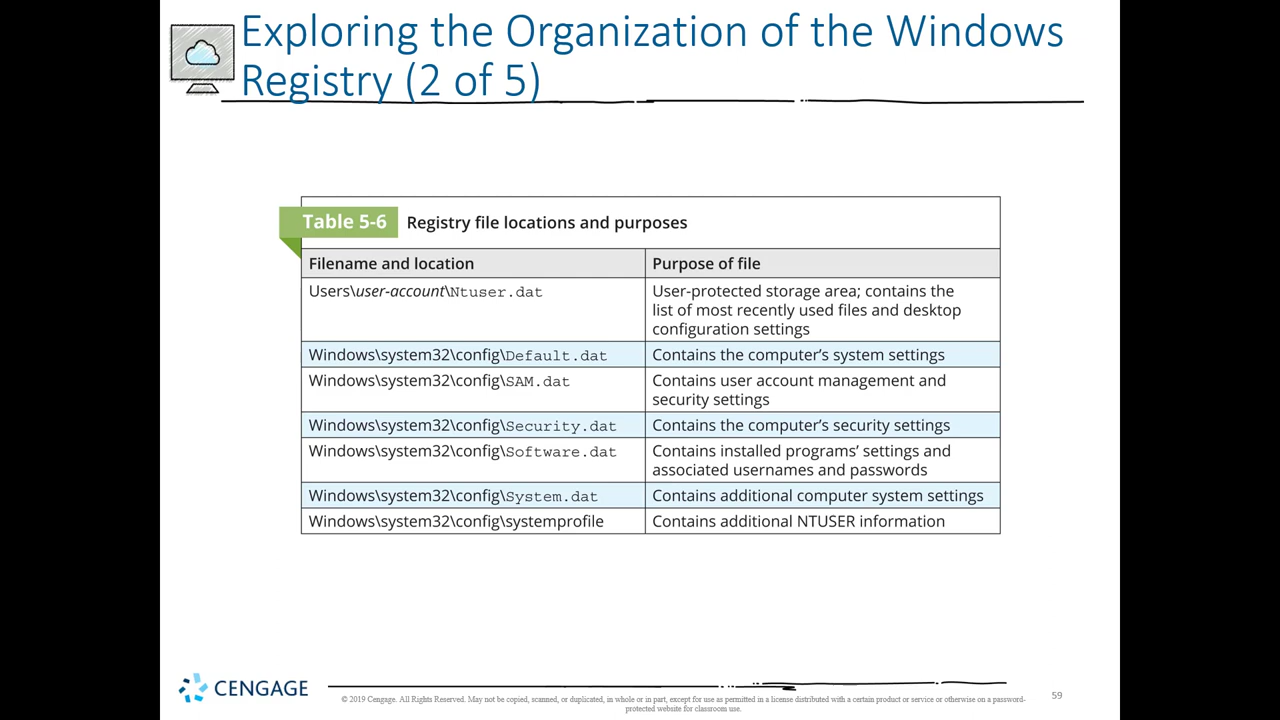 Exploring the Organization of the Windows
Registry (2 of 5)
Table 5-6 Registry file locations and purposes
Filename and location Purpose of file
Users\user-account\Ntuser.dat User-protected storage area; contains the
list of most recently used files and desktop
configuration settings
Windows\system32\config\Default.dat Contains the computer’s system settings
Windows\system32\config\SAM.dat Contains user account management and
security settings
Windows\system32\config\Security.dat Contains the computer’s security settings
Windows\system32\config\Software.dat Contains installed programs’ settings and
associated usernames and passwords
Windows\system32\config\System.dat Contains additional computer system settings
Windows\system32\config\systemprofile Contains additional NTUSER information
CENGAGE
© 2019 Cengage. All Rights Reserved. May not be copied, scanned, or duplicated, in whole or in part, except for use as permitted in a license distributed with a certain product or service or otherwise on a password-
protected website for classroom use.
59